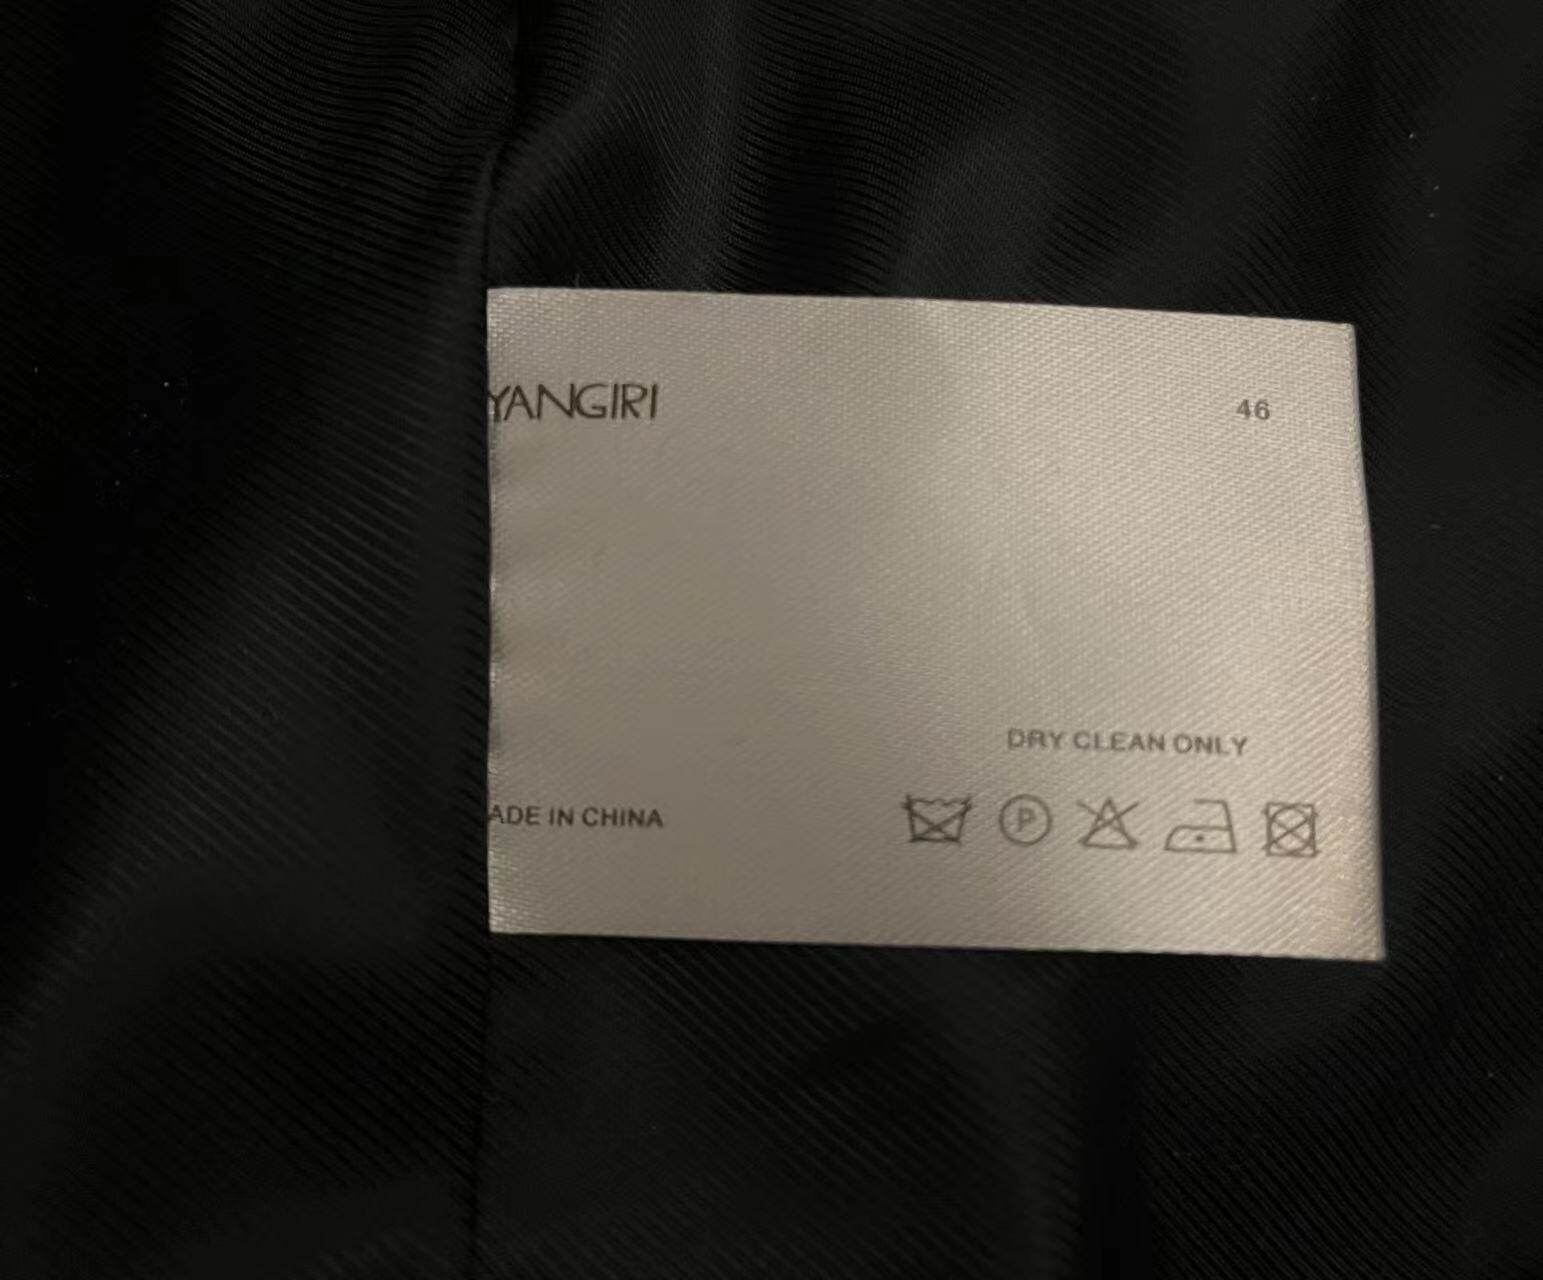 YANGIRI 46
DRY CLEAN ONLY
ADE IN CHINA P